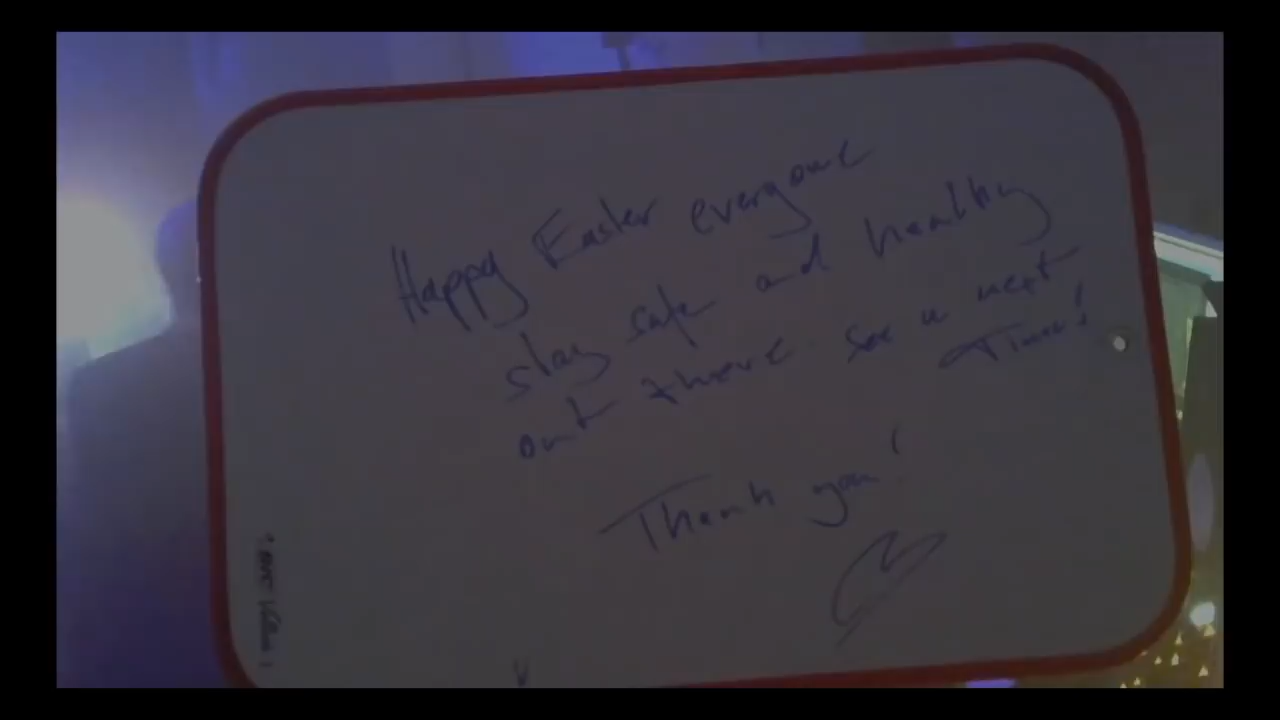 Happy Easter everyone
stay safe and healthy
out there see u next
Time!
Thank you!